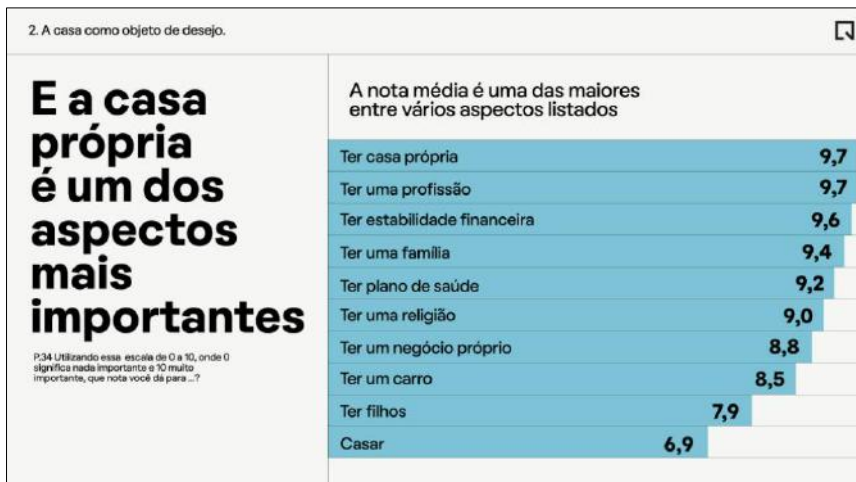 2. A casa como objeto de desejo.
E a casa
própria
é um dos
aspectos
mais
importantes
P.34 Utilizando essa escala de 0 a 10, onde 0
significa nada importante e 10 muito
importante, que nota você dá para ...?
A nota média é uma das maiores
entre vários aspectos listados
Ter casa própria 9,7
Ter uma profissão 9,7
Ter estabilidade financeira 9,6
Ter uma família 9,4
Ter plano de saúde 9,2
Ter uma religião 9,0
Ter um negócio próprio 8,8
Ter um carro 8,5
Ter filhos 7,9
Casar 6,9